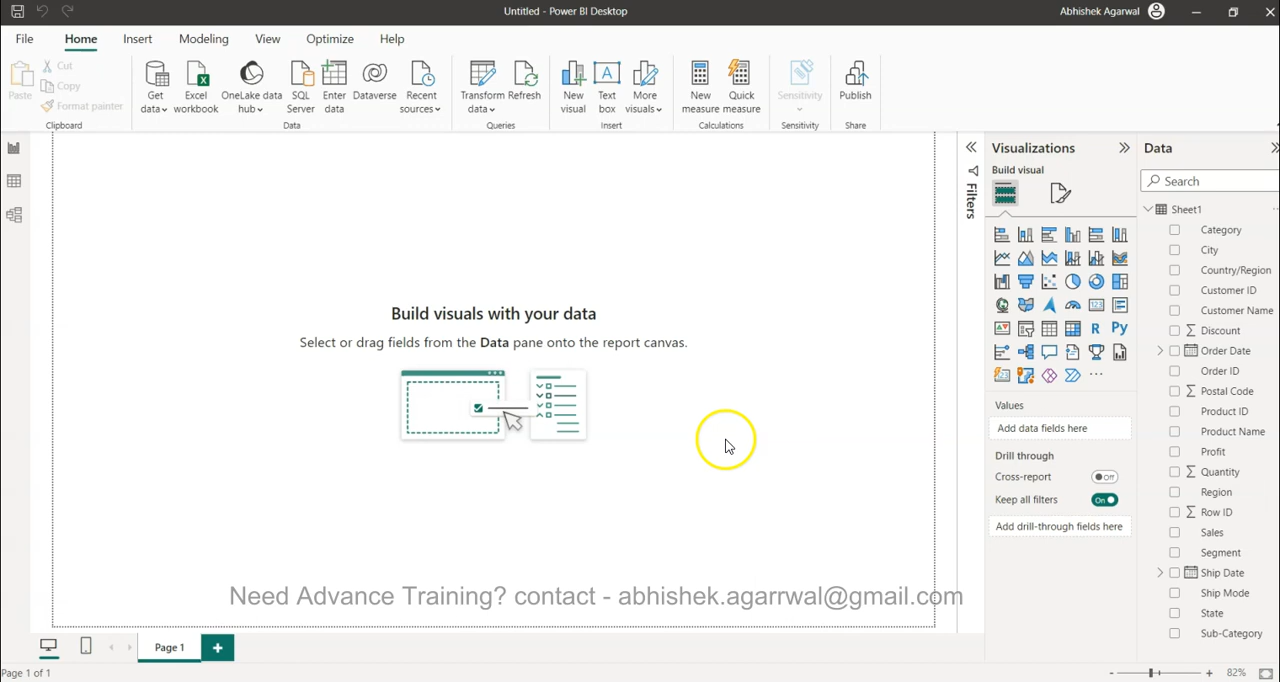 Untitled - Power BI Desktop
Abhishek Agarwal
File
Home
Insert
Modeling
View
Optimize
Help
Paste
Cut
Copy
Format painter
Clipboard
Get data
Excel workbook
OneLake data hub
SQL Server
Enter data
Dataverse
Recent sources
Data
Transform data
Refresh
Queries
New visual
A
Text box
More visuals
Insert
New measure
Quick measure
Calculations
Sensitivity
Sensitivity
Publish
Share
Build visuals with your data
Select or drag fields from the Data pane onto the report canvas.
Need Advance Training? contact - abhishek.agarrwal@gmail.com
Filters
Visualizations
Build visual
123
R
Py
123
Values
Add data fields here
Drill through
Cross-report
Off
Keep all filters
On
Add drill-through fields here
Data
Search
Sheet1
Category
City
Country/Region
Customer ID
Customer Name
∑ Discount
Order Date
Order ID
∑ Postal Code
Product ID
Product Name
Profit
∑ Quantity
Region
∑ Row ID
Sales
Segment
Ship Date
Ship Mode
State
Sub-Category
Page 1
Page 1 of 1
- + 82%